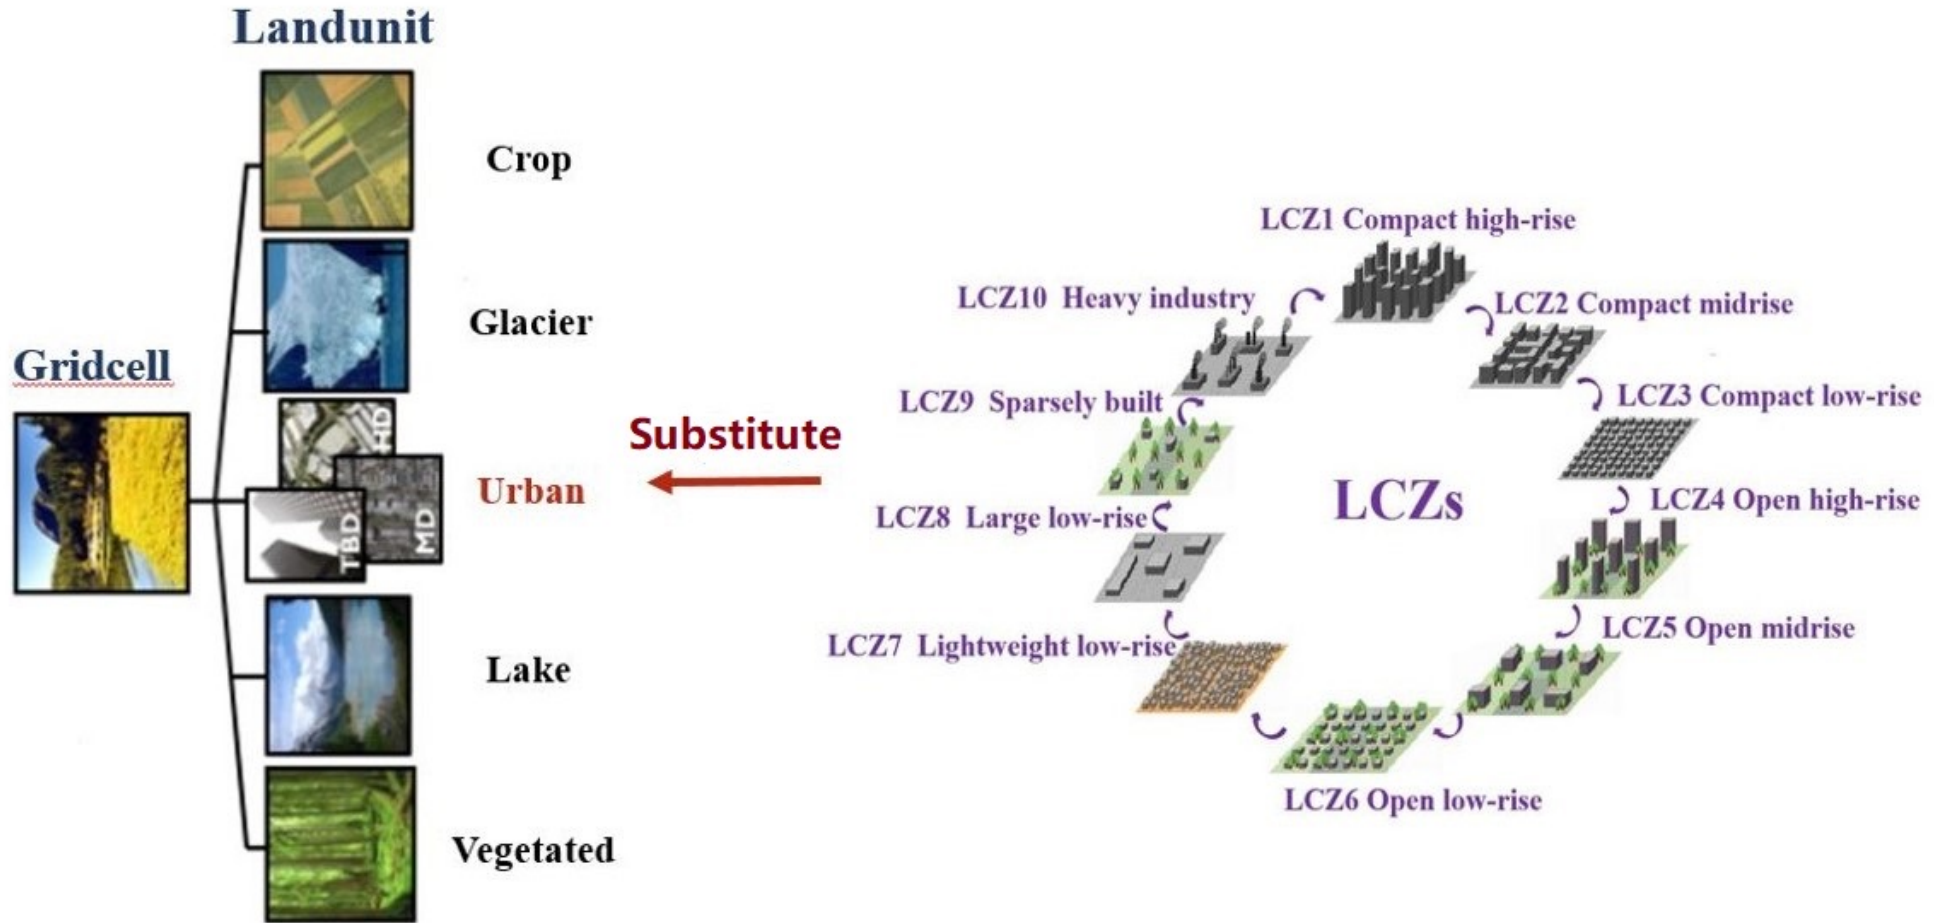 Landunit
Crop
Glacier
Gridcell
HD
MD
TBD
Urban
Lake
Vegetated
Substitute
LCZs
LCZ1 Compact high-rise
LCZ2 Compact midrise
LCZ3 Compact low-rise
LCZ4 Open high-rise
LCZ5 Open midrise
LCZ6 Open low-rise
LCZ7 Lightweight low-rise
LCZ8 Large low-rise
LCZ9 Sparsely built
LCZ10 Heavy industry